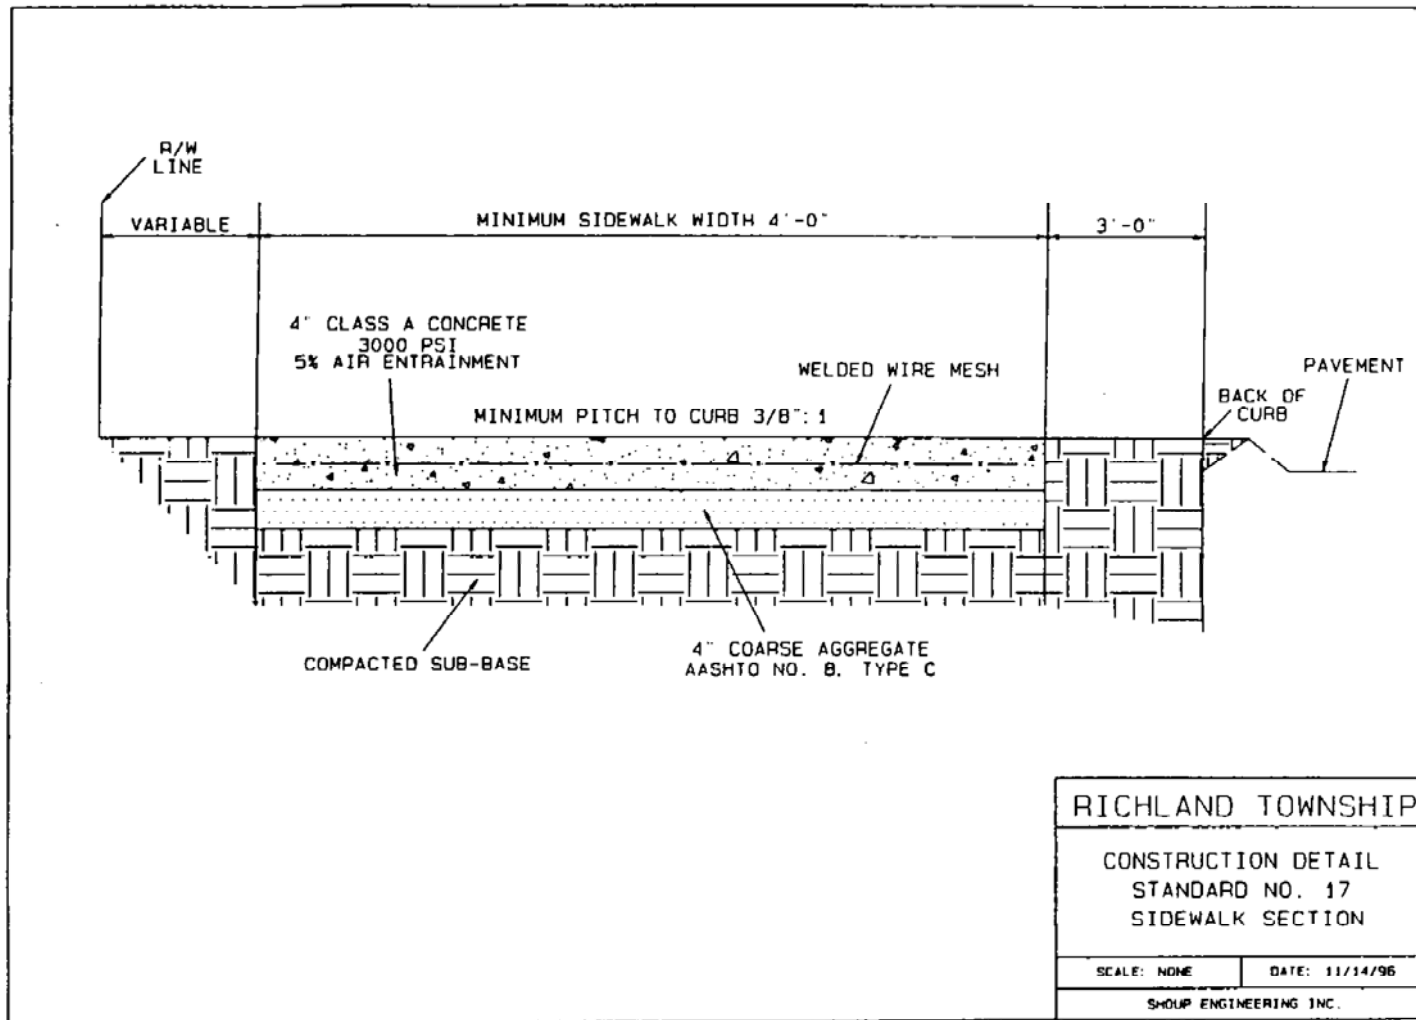 R/W
LINE
VARIABLE
MINIMUM SIDEWALK WIDTH 4'-0"
3'-0"
4" CLASS A CONCRETE
3000 PSI
5% AIR ENTRAINMENT
WELDED WIRE MESH
PAVEMENT
BACK OF
CURB
MINIMUM PITCH TO CURB 3/8": 1
COMPACTED SUB-BASE
4" COARSE AGGREGATE
AASHTO NO. 8, TYPE C
RICHLAND TOWNSHIP
CONSTRUCTION DETAIL
STANDARD NO. 17
SIDEWALK SECTION
SCALE: NONE
DATE: 11/14/96
SHOUP ENGINEERING INC.